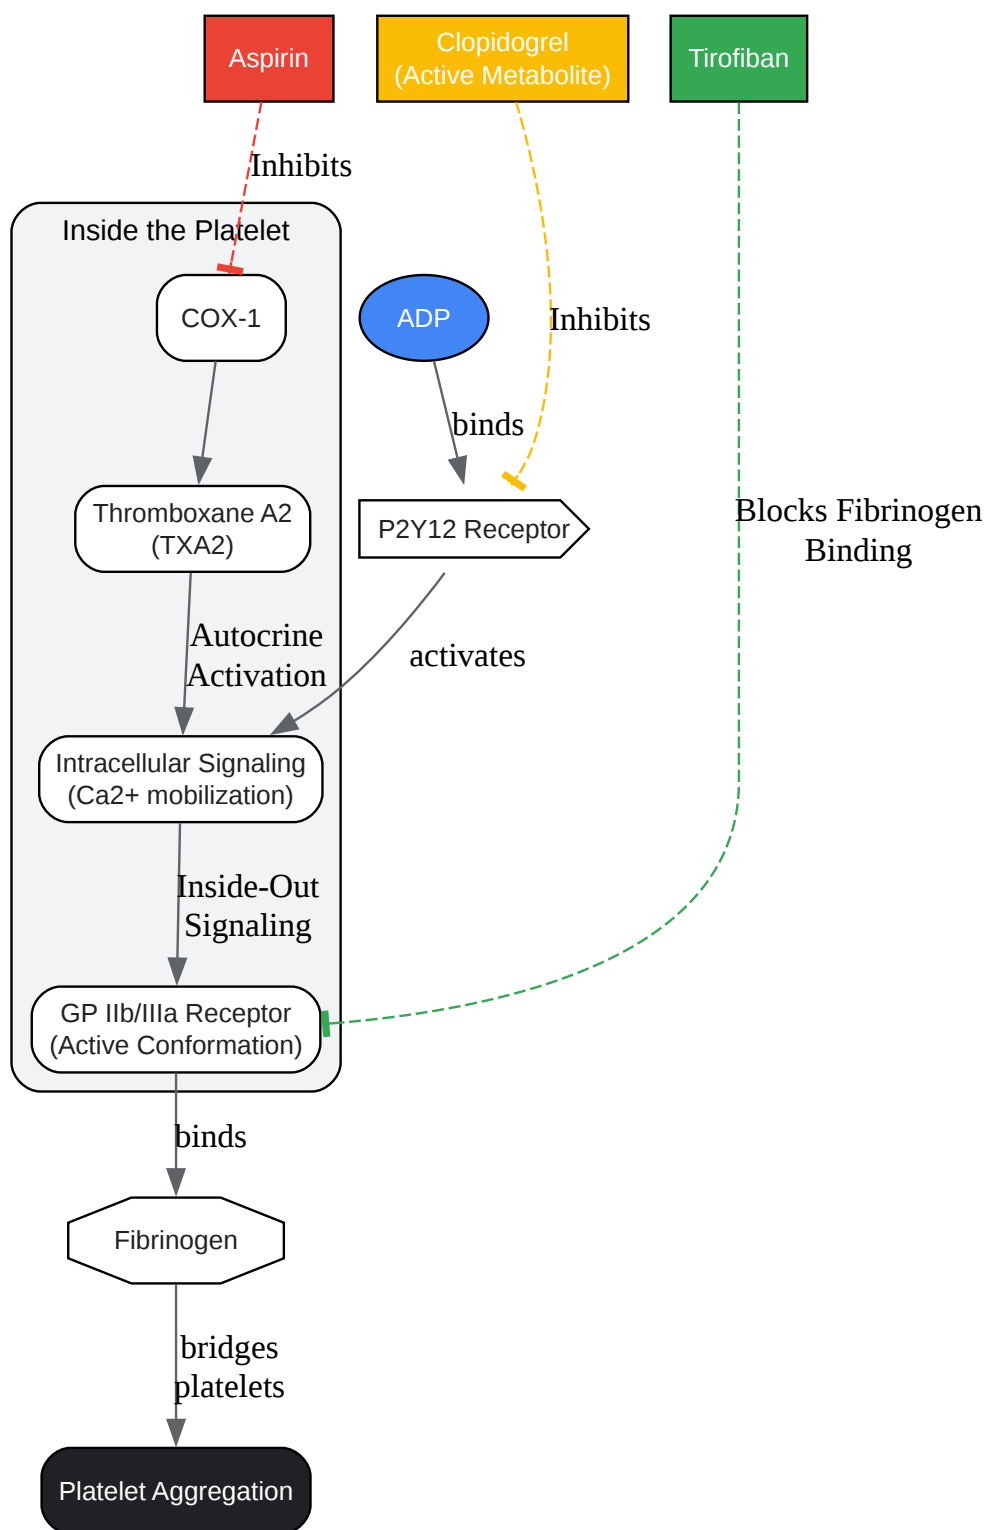 Aspirin
Clopidogrel
(Active Metabolite)
Tirofiban
Inhibits
Inside the Platelet
COX-1
ADP
Inhibits
binds
Thromboxane A2
(TXA2)
P2Y12 Receptor
Blocks Fibrinogen
Binding
Autocrine
Activation
activates
Intracellular Signaling
(Ca2+ mobilization)
Inside-Out
Signaling
GP IIb/IIIa Receptor
(Active Conformation)
binds
Fibrinogen
bridges
platelets
Platelet Aggregation